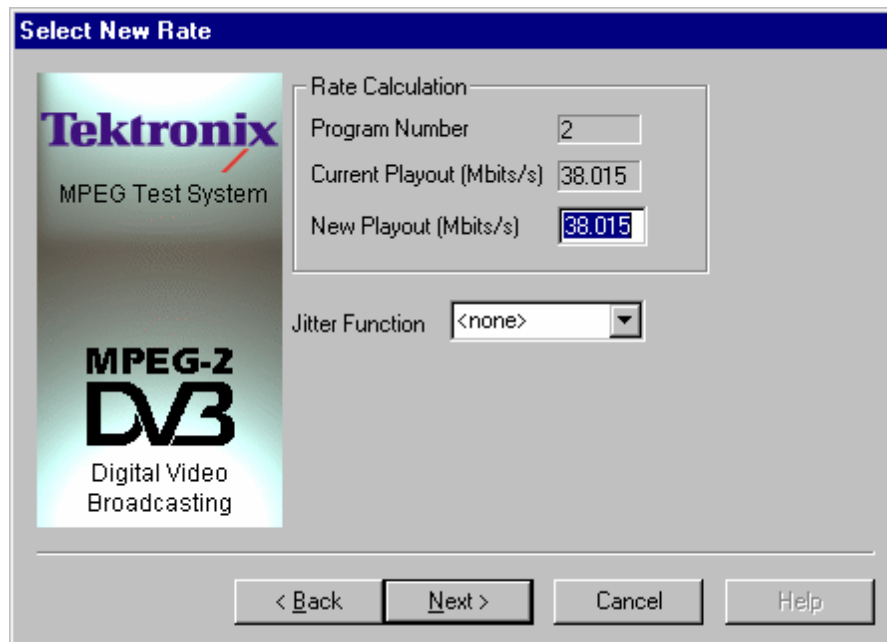 Select New Rate
Tektronix
MPEG Test System
MPEG-2
DVB
Digital Video
Broadcasting
Rate Calculation
Program Number 2
Current Playout (Mbits/s) 38.015
New Playout (Mbits/s) 38.015
Jitter Function <none>
< Back Next > Cancel Help